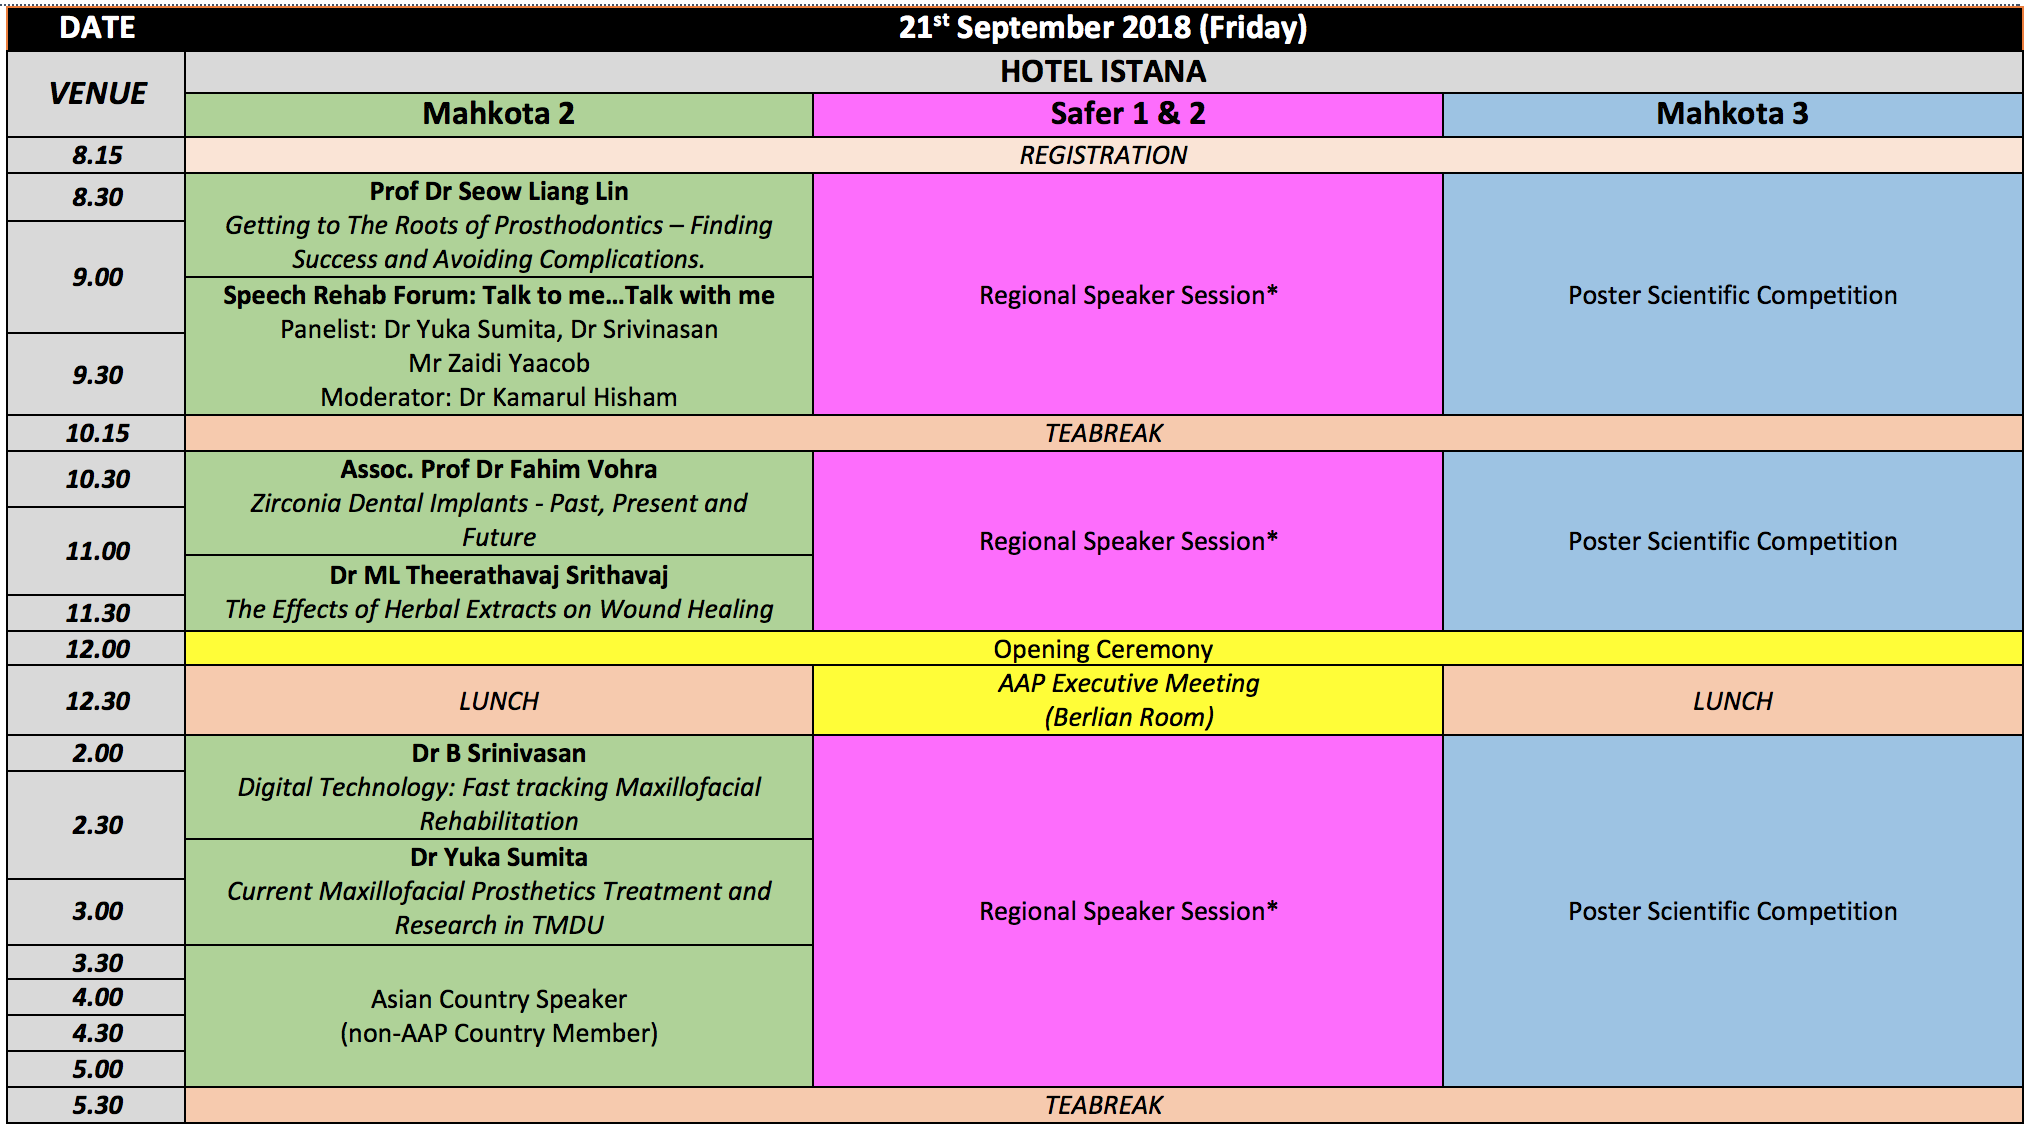 DATE
21st September 2018 (Friday)
VENUE
HOTEL ISTANA
Mahkota 2
Safer 1 & 2
Mahkota 3
8.15
REGISTRATION
8.30
9.00
9.30
Prof Dr Seow Liang Lin
Getting to The Roots of Prosthodontics – Finding
Success and Avoiding Complications.
Speech Rehab Forum: Talk to me...Talk with me
Panelist: Dr Yuka Sumita, Dr Srivinasan
Mr Zaidi Yaacob
Moderator: Dr Kamarul Hisham
Regional Speaker Session*
Poster Scientific Competition
10.15
TEABREAK
10.30
11.00
11.30
Assoc. Prof Dr Fahim Vohra
Zirconia Dental Implants - Past, Present and
Future
Dr ML Theerathavaj Srithavaj
The Effects of Herbal Extracts on Wound Healing
Regional Speaker Session*
Poster Scientific Competition
12.00
Opening Ceremony
12.30
LUNCH
AAP Executive Meeting
(Berlian Room)
LUNCH
2.00
2.30
3.00
3.30
4.00
4.30
5.00
Dr B Srinivasan
Digital Technology: Fast tracking Maxillofacial
Rehabilitation
Dr Yuka Sumita
Current Maxillofacial Prosthetics Treatment and
Research in TMDU
Asian Country Speaker
(non-AAP Country Member)
Regional Speaker Session*
Poster Scientific Competition
5.30
TEABREAK